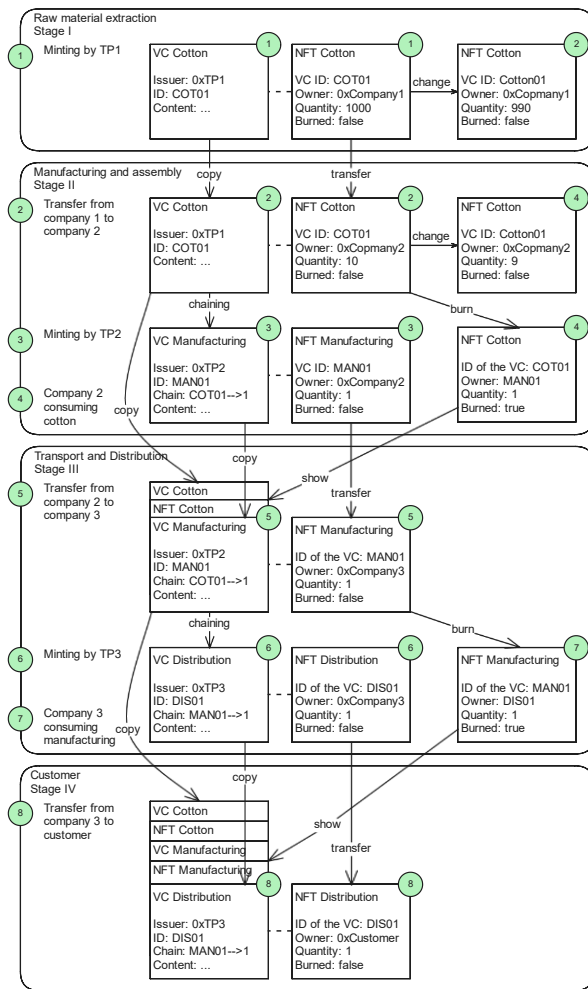 Raw material extraction
Stage I
1 Minting by TP1
VC Cotton 1
Issuer: 0xTP1
ID: COT01
Content: ...
NFT Cotton 1
VC ID: COT01
Owner: 0xCompany1
Quantity: 1000
Burned: false
change
NFT Cotton 2
VC ID: Cotton01
Owner: 0xCopmany1
Quantity: 990
Burned: false
copy
transfer
Manufacturing and assembly
Stage II
2 Transfer from
company 1 to
company 2
VC Cotton 2
Issuer: 0xTP1
ID: COT01
Content: ...
NFT Cotton 2
VC ID: COT01
Owner: 0xCopmany2
Quantity: 10
Burned: false
change
NFT Cotton 4
VC ID: Cotton01
Owner: 0xCopmany2
Quantity: 9
Burned: false
chaining
burn
3 Minting by TP2
4 Company 2
consuming
cotton
VC Manufacturing 3
Issuer: 0xTP2
ID: MAN01
Chain: COT01-->1
Content: ...
NFT Manufacturing 3
VC ID: MAN01
Owner: 0xCompany2
Quantity: 1
Burned: false
NFT Cotton 4
ID of the VC: COT01
Owner: MAN01
Quantity: 1
Burned: true
copy
copy
show
transfer
Transport and Distribution
Stage III
5 Transfer from
company 2 to
company 3
VC Cotton
NFT Cotton
VC Manufacturing 5
Issuer: 0xTP2
ID: MAN01
Chain: COT01-->1
Content: ...
NFT Manufacturing 5
ID of the VC: MAN01
Owner: 0xCompany3
Quantity: 1
Burned: false
chaining
burn
6 Minting by TP3
7 Company 3
consuming
manufacturing
VC Distribution 6
Issuer: 0xTP3
ID: DIS01
Chain: MAN01-->1
Content: ...
NFT Distribution 6
ID of the VC: DIS01
Owner: 0xCompany3
Quantity: 1
Burned: false
NFT Manufacturing 7
ID of the VC: MAN01
Owner: DIS01
Quantity: 1
Burned: true
copy
copy
show
transfer
Customer
Stage IV
8 Transfer from
company 3 to
customer
VC Cotton
NFT Cotton
VC Manufacturing
NFT Manufacturing
VC Distribution 8
Issuer: 0xTP3
ID: DIS01
Chain: MAN01-->1
Content: ...
NFT Distribution 8
ID of the VC: DIS01
Owner: 0xCustomer
Quantity: 1
Burned: false